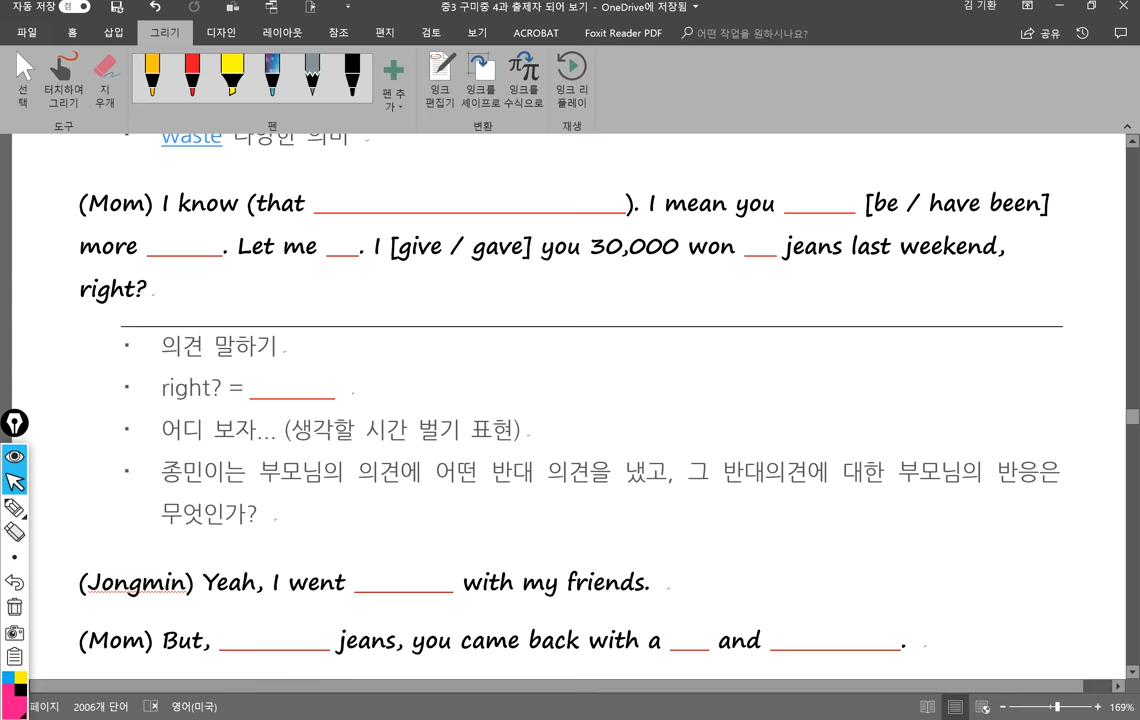 자동 저장 켬 중3 구미중 4과 출제자 되어 보기 - OneDrive에 저장됨 김 기환
파일 홈 삽입 그리기 디자인 레이아웃 참조 편지 검토 보기 ACROBAT Foxit Reader PDF 어떤 작업을 원하시나요? 공유
선택 터치하여 그리기 지우개 펜 추가 잉크 편집기 잉크를 셰이프로 잉크를 수식으로 잉크 리플레이
도구 펜 변환 재생
waste 다양한 의미
(Mom) I know (that ____). I mean you ____ [be / have been]
more ____. Let me ____. I [give / gave] you 30,000 won ____ jeans last weekend,
right?
의견 말하기
right? = ____
어디 보자... (생각할 시간 벌기 표현)
종민이는 부모님의 의견에 어떤 반대 의견을 냈고, 그 반대의견에 대한 부모님의 반응은
무엇인가?
(Jongmin) Yeah, I went ____ with my friends.
(Mom) But, ____ jeans, you came back with a ____ and ____.
페이지 2006개 단어 영어(미국) 169%